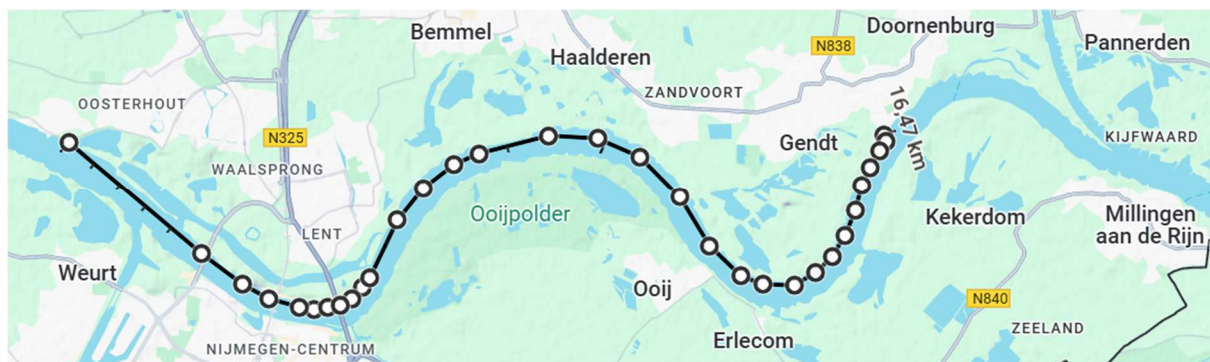 Bemmel
Doornenburg
Haalderen
N838
Pannerden
OOSTERHOUT
ZANDVOORT
16,47 km
N325
Gendt
KIJFWAARD
WAALSPRONG
Ooijpolder
Kekerdom
Millingen
aan de Rijn
LENT
Weurt
Ooij
N840
ZEELAND
Erlecom
NIJMEGEN-CENTRUM